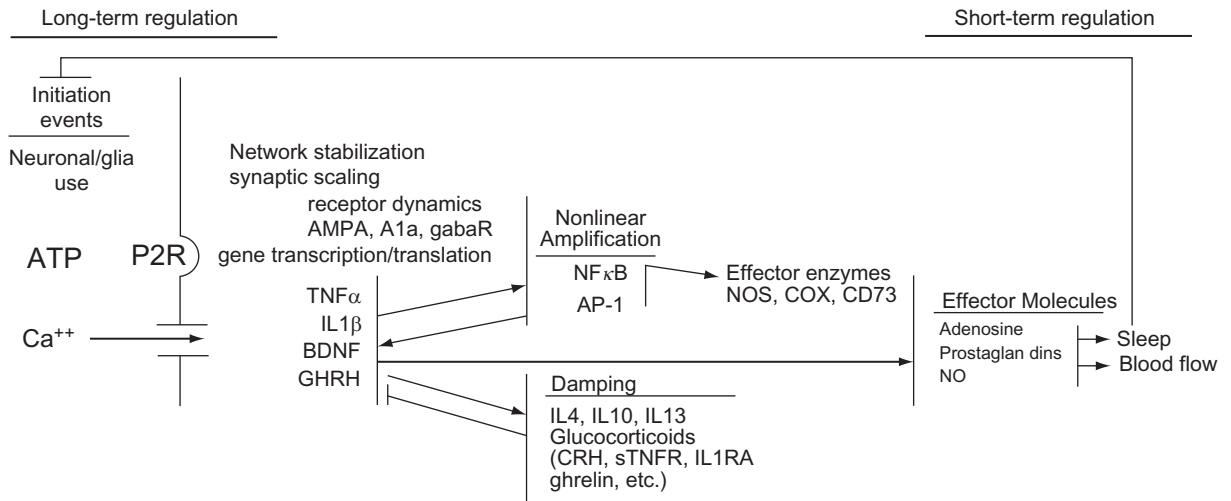 Long-term regulation
Short-term regulation
Initiation
events
Neuronal/glia
use
ATP
P2R
Ca++
Network stabilization
synaptic scaling
receptor dynamics
AMPA, A1a, gabaR
gene transcription/translation
TNFα
IL1β
BDNF
GHRH
Nonlinear
Amplification
NFκB
AP-1
Effector enzymes
NOS, COX, CD73
Damping
IL4, IL10, IL13
Glucocorticoids
(CRH, sTNFR, IL1RA
ghrelin, etc.)
Effector Molecules
Adenosine
Prostaglan dins
NO
Sleep
Blood flow